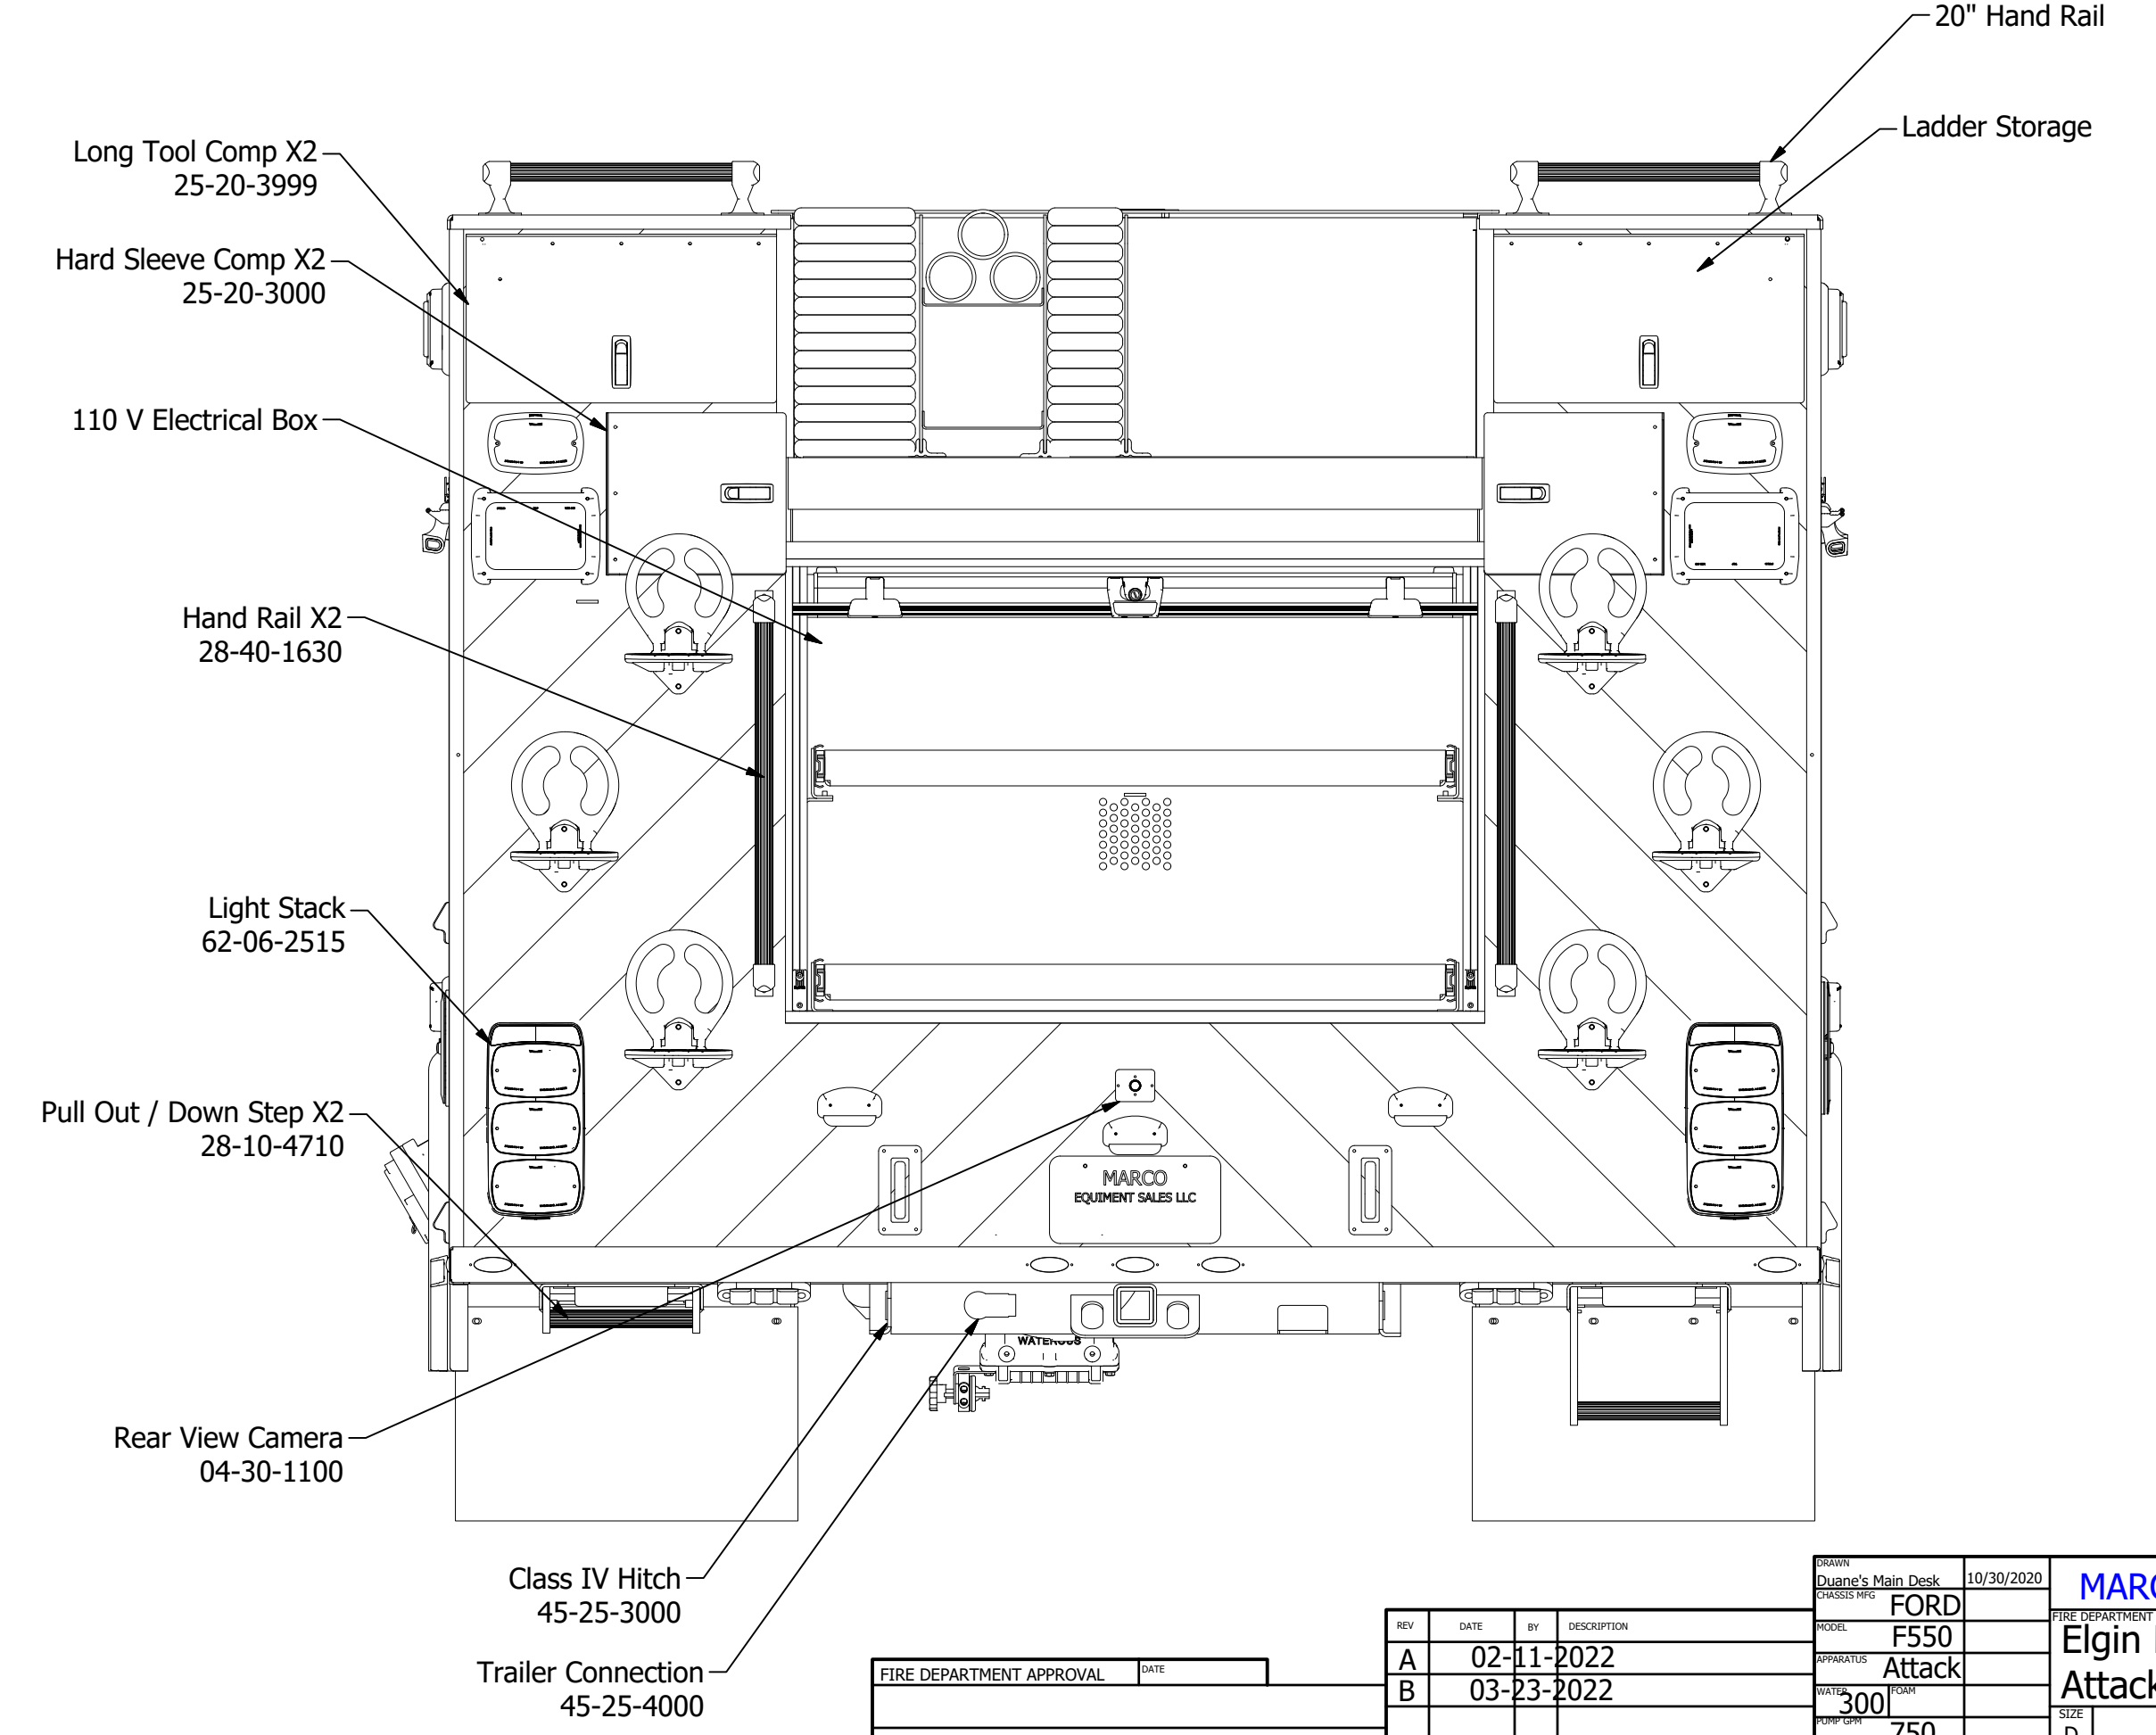 20" Hand Rail
Ladder Storage
Long Tool Comp X2
25-20-3999
Hard Sleeve Comp X2
25-20-3000
110 V Electrical Box
Hand Rail X2
28-40-1630
Light Stack
62-06-2515
Pull Out / Down Step X2
28-10-4710
MARCO
EQUIMENT SALES LLC
WATEROUS
Rear View Camera
04-30-1100
Class IV Hitch
45-25-3000
Trailer Connection
45-25-4000
FIRE DEPARTMENT APPROVAL
DATE
REV DATE BY DESCRIPTION
A 02-11-2022
B 03-23-2022
DRAWN
Duane's Main Desk 10/30/2020
CHASSIS MFG
FORD
MODEL
F550
APPARATUS
Attack
WATER
300
FOAM
PUMP GPM
750
MARC
FIRE DEPARTMENT
Elgin
Attack
SIZE
D